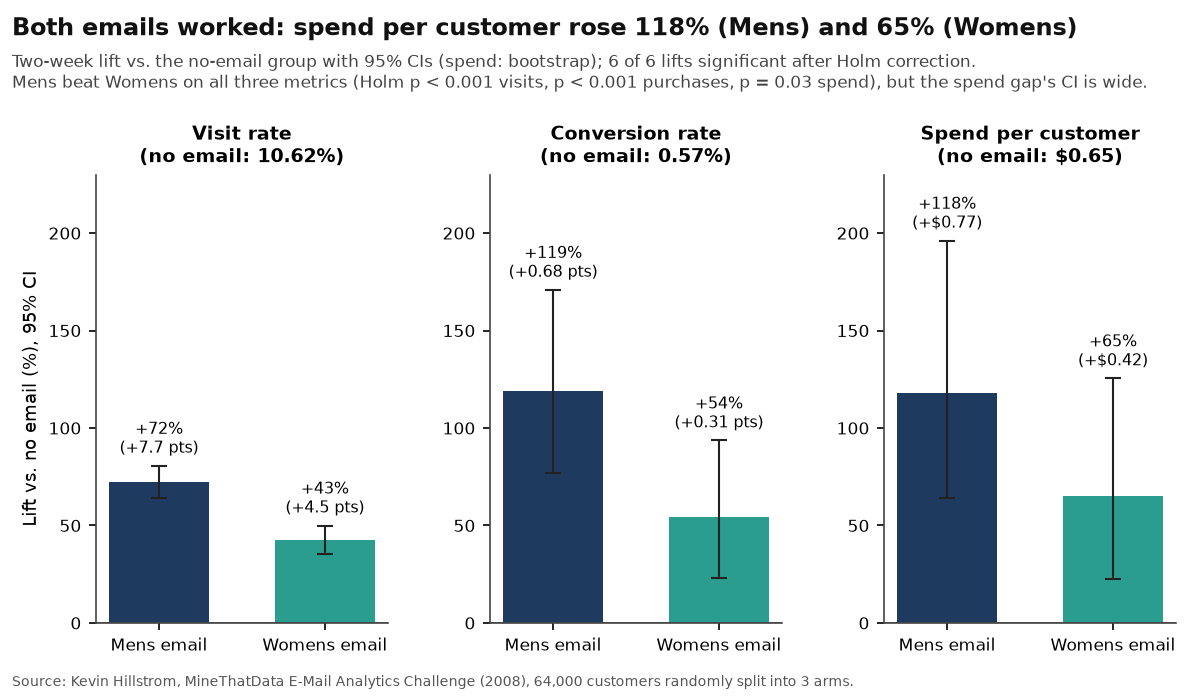 Both emails worked: spend per customer rose 118% (Mens) and 65% (Womens)
Two-week lift vs. the no-email group with 95% CIs (spend: bootstrap); 6 of 6 lifts significant after Holm correction.
Mens beat Womens on all three metrics (Holm p < 0.001 visits, p < 0.001 purchases, p = 0.03 spend), but the spend gap's CI is wide.
Visit rate
(no email: 10.62%)
Lift vs. no email (%), 95% CI
200
150
100
50
0
+72%
(+7.7 pts)
+43%
(+4.5 pts)
Mens email
Womens email
Conversion rate
(no email: 0.57%)
200
150
100
50
0
+119%
(+0.68 pts)
+54%
(+0.31 pts)
Mens email
Womens email
Spend per customer
(no email: $0.65)
200
150
100
50
0
+118%
(+$0.77)
+65%
(+$0.42)
Mens email
Womens email
Source: Kevin Hillstrom, MineThatData E-Mail Analytics Challenge (2008), 64,000 customers randomly split into 3 arms.